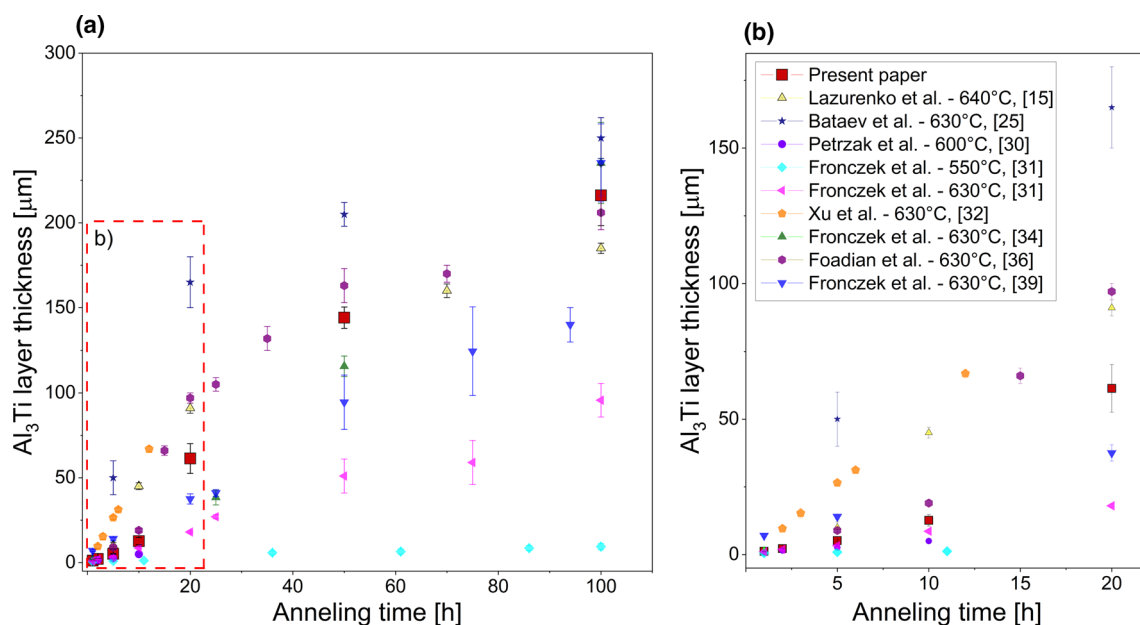 (a)
300
250
200
150
100
50
0
Al₃Ti layer thickness [μm]
b)
0
20
40
60
80
100
Anneling time [h]
(b)
150
100
50
0
Al₃Ti layer thickness [μm]
Present paper
Lazurenko et al. - 640°C, [15]
Bataev et al. - 630°C, [25]
Petrzak et al. - 600°C, [30]
Fronczek et al. - 550°C, [31]
Fronczek et al. - 630°C, [31]
Xu et al. - 630°C, [32]
Fronczek et al. - 630°C, [34]
Foadian et al. - 630°C, [36]
Fronczek et al. - 630°C, [39]
5
10
15
20
Anneling time [h]